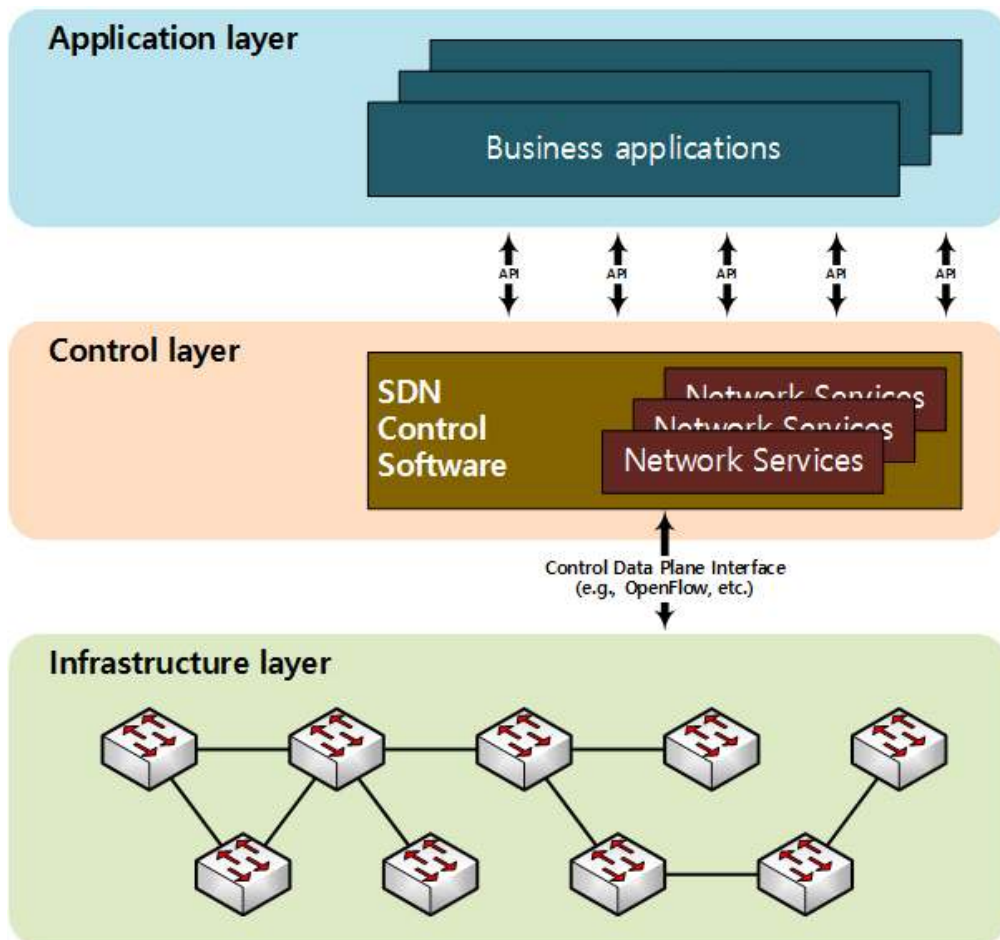 Application layer
Business applications
API API API API API
Control layer
SDN
Control
Software
Network Services
Network Services
Network Services
Control Data Plane Interface
(e.g., OpenFlow, etc.)
Infrastructure layer